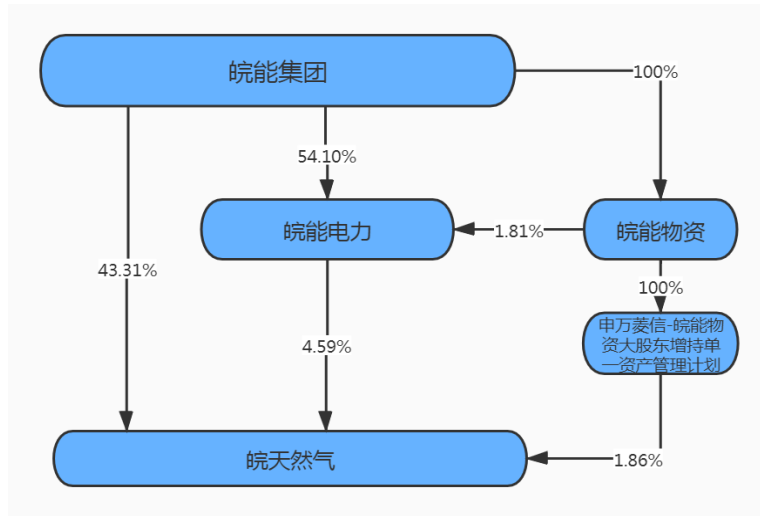 皖能集团
100%
54.10%
皖能电力
1.81%
皖能物资
43.31%
100%
4.59%
申万菱信-皖能物
资大股东增持单
一资产管理计划
皖天然气
1.86%